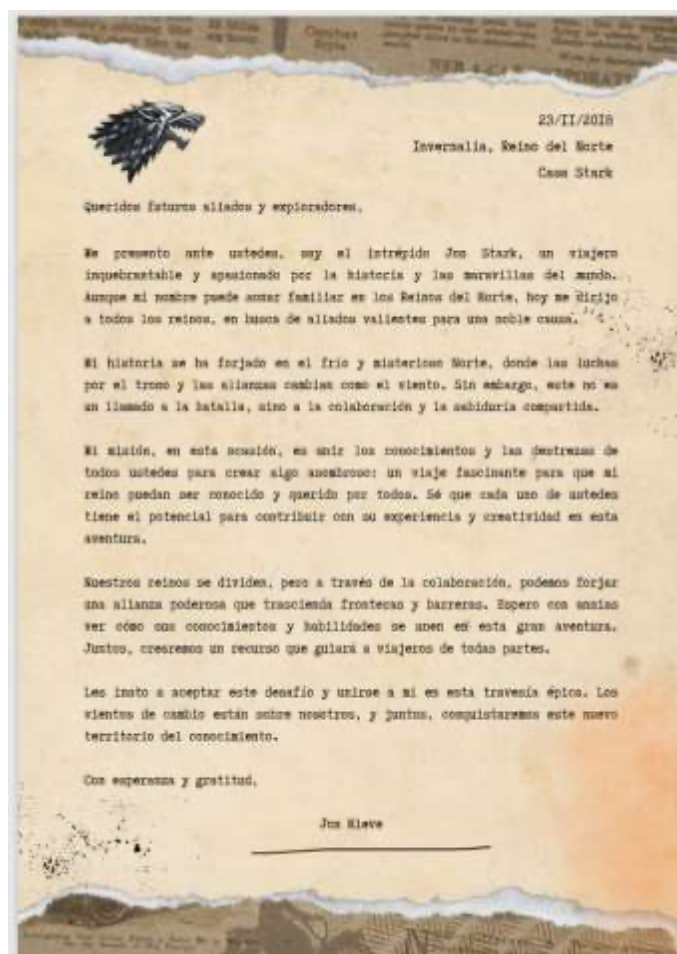 23/II/2018
Invernalia, Reino del Norte
Casa Stark
Queridos futuros aliados y exploradores,
Me presento ante ustedes, soy el intrépido Jon Stark, un viajero
inquebrantable y apasionado por la historia y las maravillas del mundo.
Aunque mi nombre puede sonar familiar en los Reinos del Norte, hoy me dirijo
a todos los reinos, en busca de aliados valientes para una noble causa.
Mi historia se ha forjado en el frío y misterioso Norte, donde las luchas
por el trono y las alianzas cambian como el viento. Sin embargo, este no es
un llamado a la batalla, sino a la colaboración y la sabiduría compartida.
Mi misión, en esta ocasión, es unir los conocimientos y las destrezas de
todos ustedes para crear algo asombroso: un viaje fascinante para que mi
reino puedan ser conocido y querido por todos. Sé que cada uno de ustedes
tiene el potencial para contribuir con su experiencia y creatividad en esta
aventura.
Nuestros reinos se dividen, pero a través de la colaboración, podemos forjar
una alianza poderosa que trascienda fronteras y barreras. Espero con ansias
ver cómo sus conocimientos y habilidades se unen en esta gran aventura.
Juntos, crearemos un recurso que guiará a viajeros de todas partes.
Les insto a aceptar este desafío y unirse a mi en esta travesía épica. Los
vientos de cambio están sobre nosotros, y juntos, conquistaremos este nuevo
territorio del conocimiento.
Con esperanza y gratitud,
Jon Nieve